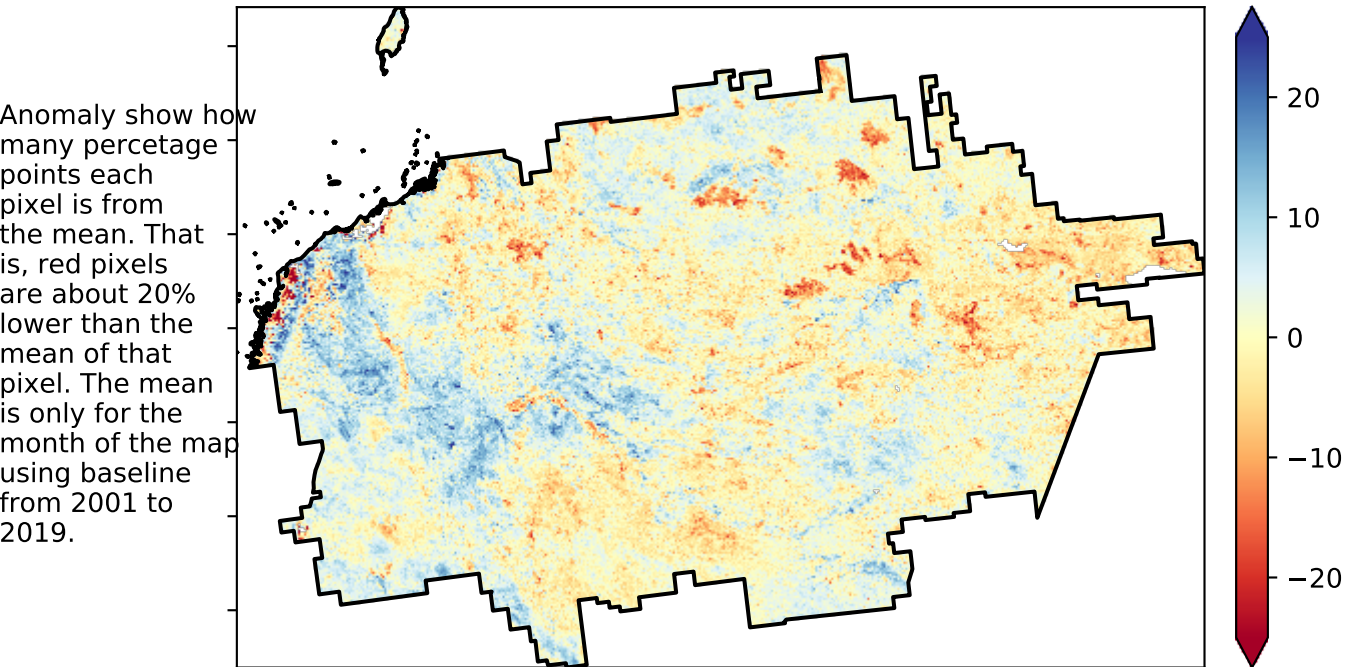 Anomaly show how
many percetage
points each
pixel is from
the mean. That
is, red pixels
are about 20%
lower than the
mean of that
pixel. The mean
is only for the
month of the map
using baseline
from 2001 to
2019.
20
10
0
−10
−20